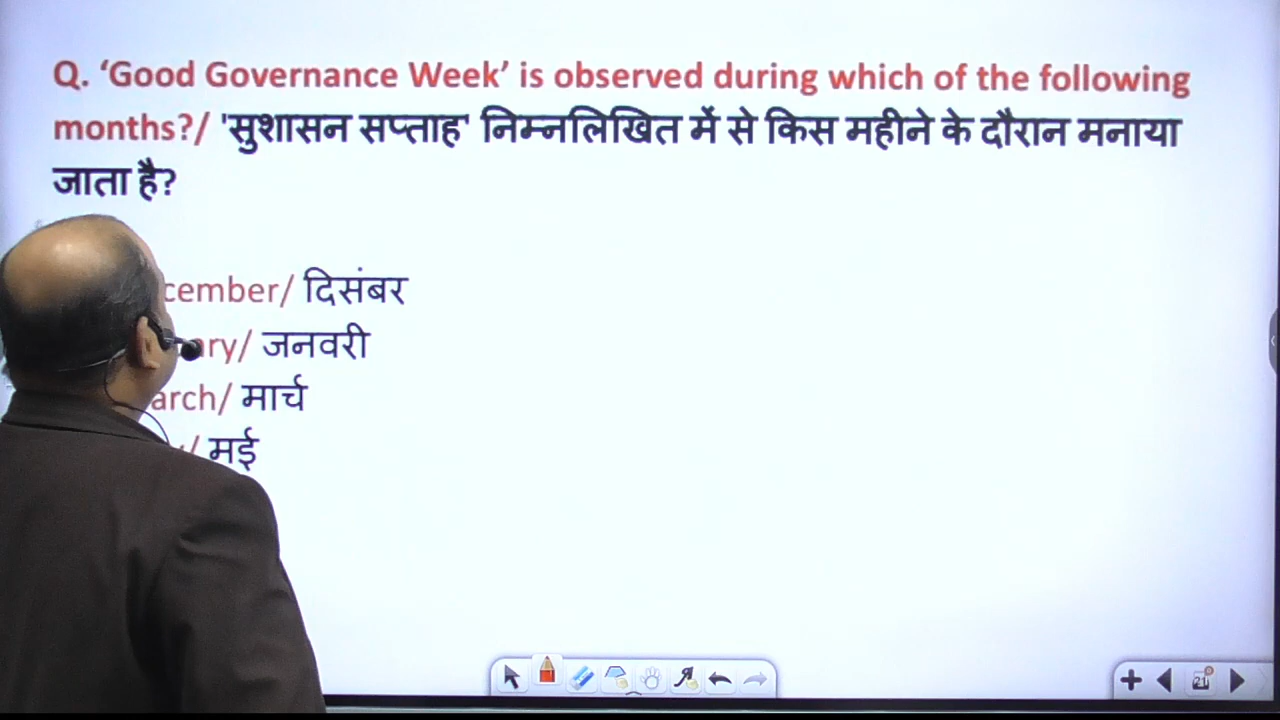 Q. ‘Good Governance Week’ is observed during which of the following
months?/ 'सुशासन सप्ताह' निम्नलिखित में से किस महीने के दौरान मनाया
जाता है?
cember/ दिसंबर
ary/ जनवरी
arch/ मार्च
/ मई
21